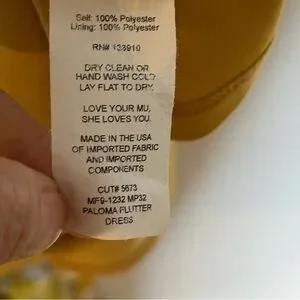 Self: 100% Polyester
Lining: 100% Polyester
RN# 138910
DRY CLEAN OR
HAND WASH COLD
LAY FLAT TO DRY.
LOVE YOUR MU,
SHE LOVES YOU.
MADE IN THE USA
OF IMPORTED FABRIC
AND IMPORTED
COMPONENTS
CUT# 5673
MF9-1232 MP32
PALOMA FLUTTER
DRESS